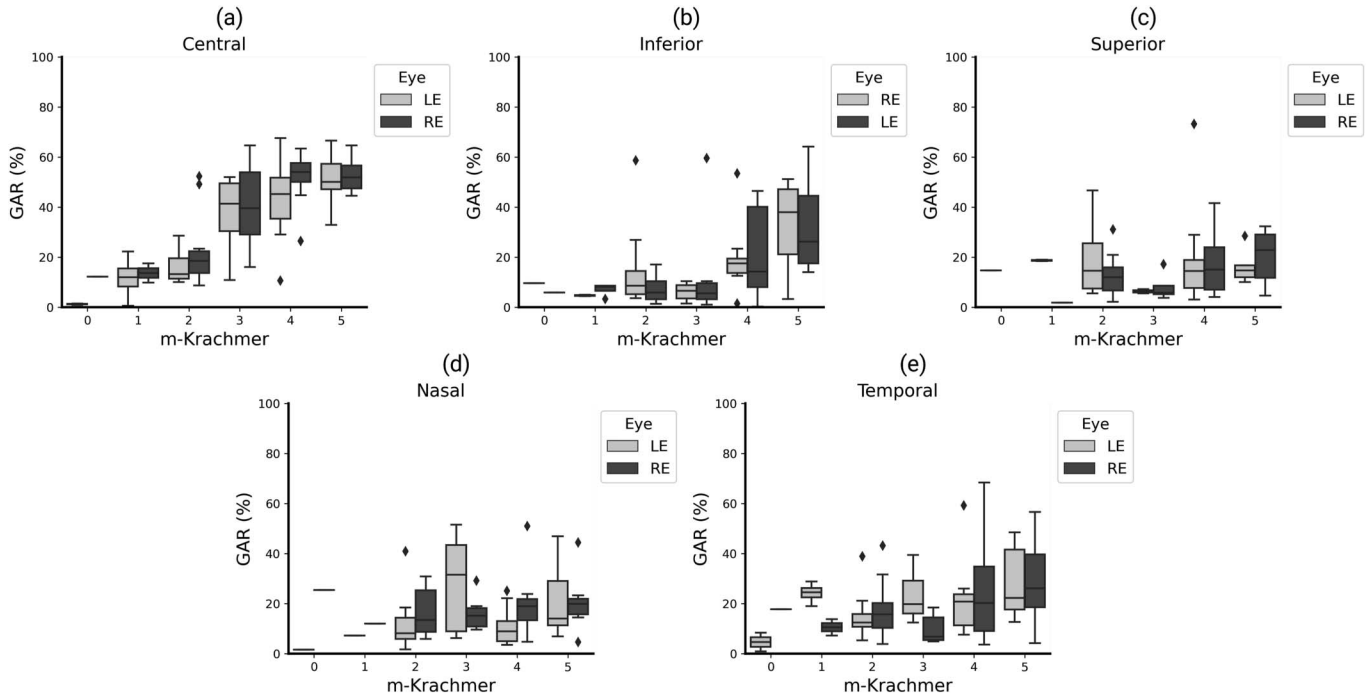 (a)
Central
100
80
60
40
20
0
GAR (%)
0 1 2 3 4 5
m-Krachmer
Eye
LE
RE
(b)
Inferior
100
80
60
40
20
0
GAR (%)
0 1 2 3 4 5
m-Krachmer
Eye
RE
LE
(c)
Superior
100
80
60
40
20
0
GAR (%)
0 1 2 3 4 5
m-Krachmer
Eye
LE
RE
(d)
Nasal
100
80
60
40
20
0
GAR (%)
0 1 2 3 4 5
m-Krachmer
Eye
LE
RE
(e)
Temporal
100
80
60
40
20
0
GAR (%)
0 1 2 3 4 5
m-Krachmer
Eye
LE
RE